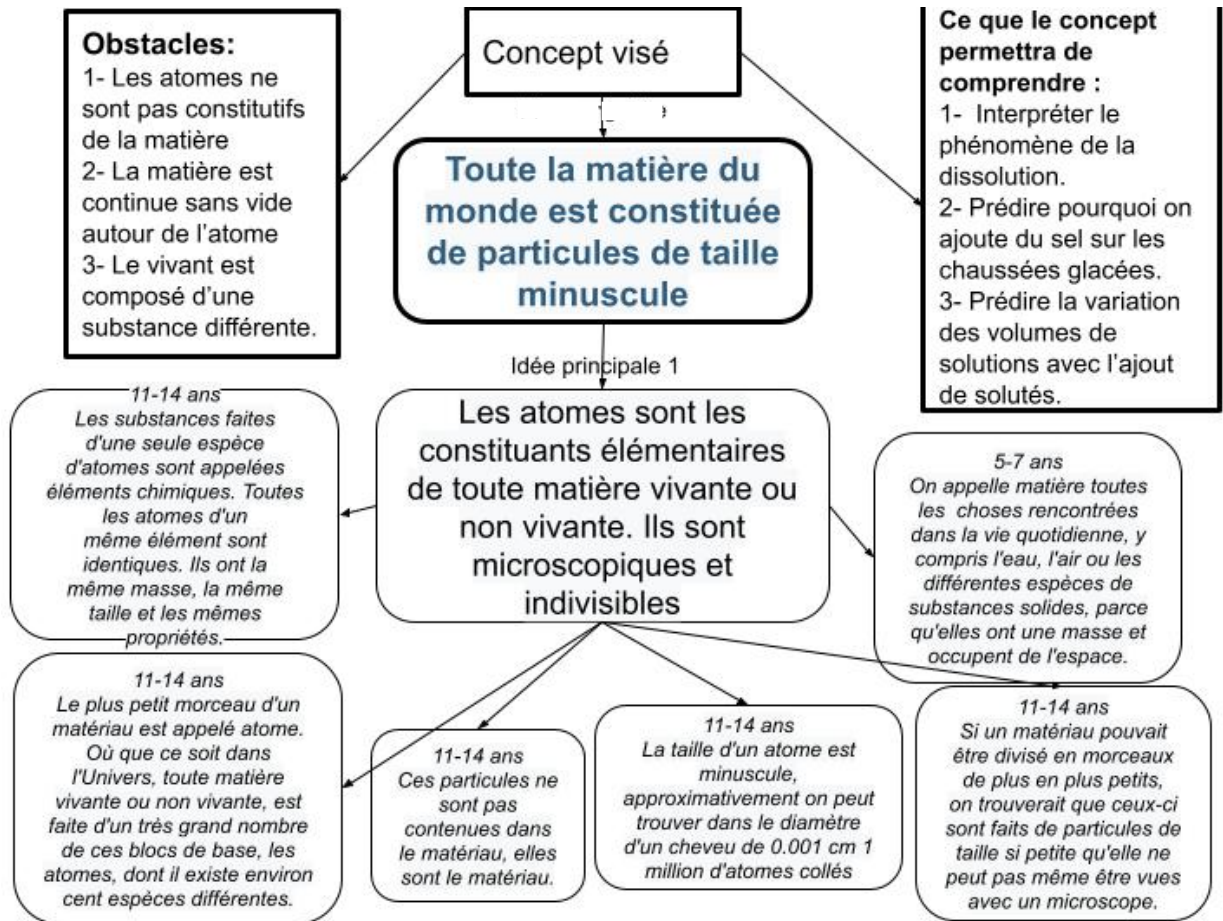 Obstacles:
1- Les atomes ne
sont pas constitutifs
de la matière
2- La matière est
continue sans vide
autour de l'atome
3- Le vivant est
composé d'une
substance différente.
Concept visé
Ce que le concept
permettra de
comprendre :
1- Interpréter le
phénomène de la
dissolution.
2- Prédire pourquoi on
ajoute du sel sur les
chaussées glacées.
3- Prédire la variation
des volumes de
solutions avec l'ajout
de solutés.
Toute la matière du
monde est constituée
de particules de taille
minuscule
Idée principale 1
Les atomes sont les
constituants élémentaires
de toute matière vivante ou
non vivante. Ils sont
microscopiques et
indivisibles
11-14 ans
Les substances faites
d'une seule espèce
d'atomes sont appelées
éléments chimiques. Toutes
les atomes d'un
même élément sont
identiques. Ils ont la
même masse, la même
taille et les mêmes
propriétés.
5-7 ans
On appelle matière toutes
les choses rencontrées
dans la vie quotidienne, y
compris l'eau, l'air ou les
différentes espèces de
substances solides, parce
qu'elles ont une masse et
occupent de l'espace.
11-14 ans
Le plus petit morceau d'un
matériau est appelé atome.
Où que ce soit dans
l'Univers, toute matière
vivante ou non vivante, est
faite d'un très grand nombre
de ces blocs de base, les
atomes, dont il existe environ
cent espèces différentes.
11-14 ans
Ces particules ne
sont pas
contenues dans
le matériau, elles
sont le matériau.
11-14 ans
La taille d'un atome est
minuscule,
approximativement on peut
trouver dans le diamètre
d'un cheveu de 0.001 cm 1
million d'atomes collés
11-14 ans
Si un matériau pouvait
être divisé en morceaux
de plus en plus petits,
on trouverait que ceux-ci
sont faits de particules de
taille si petite qu'elle ne
peut pas même être vues
avec un microscope.